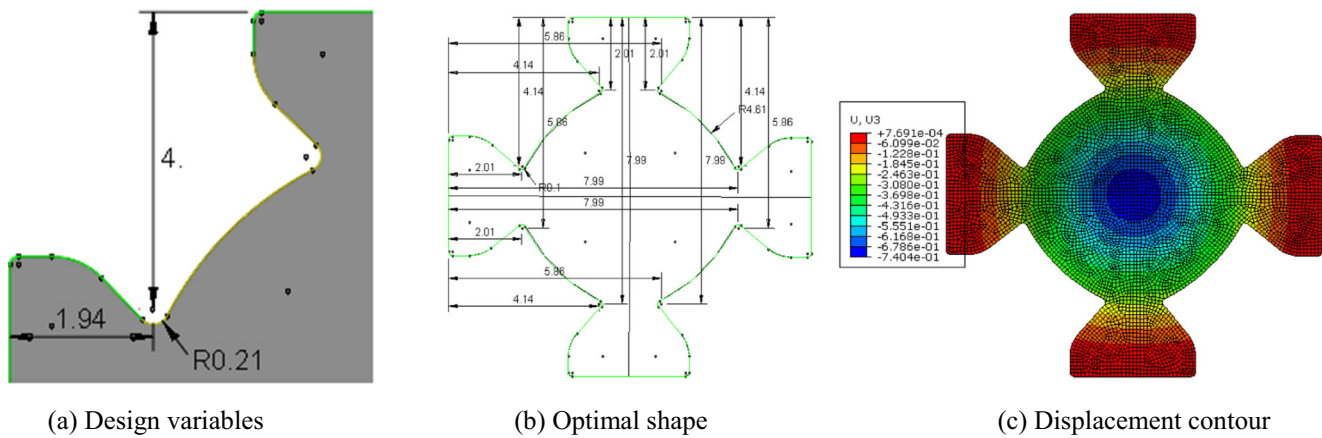 4.
1.94
R0.21
(a) Design variables
5.86
2.01
2.01
4.14
4.14
4.14
R4.61
5.86
5.86
7.99
7.99
2.01
R0.1
7.99
7.99
2.01
5.86
4.14
(b) Optimal shape
U, U3
+7.691e-04
-6.099e-02
-1.228e-01
-1.845e-01
-2.463e-01
-3.080e-01
-3.698e-01
-4.316e-01
-4.933e-01
-5.551e-01
-6.168e-01
-6.786e-01
-7.404e-01
(c) Displacement contour